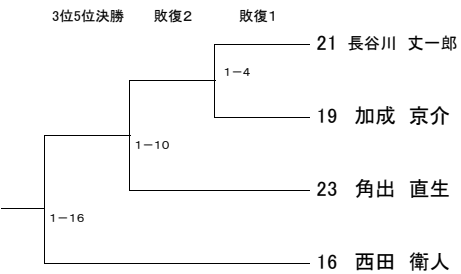 3位5位決勝 敗復2 敗復1
21 長谷川 丈一郎
1－4
19 加成 京介
1－10
23 角出 直生
1－16
16 西田 衛人